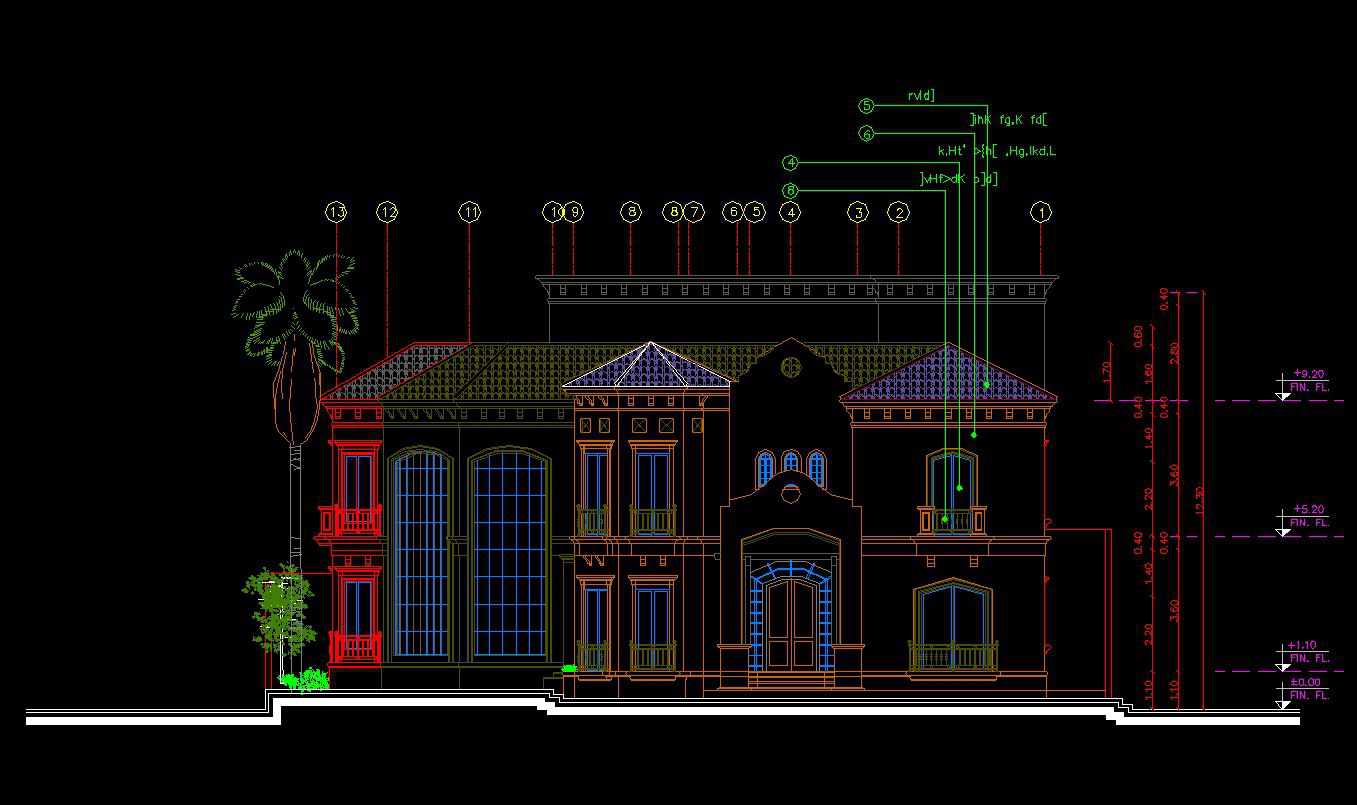 5 rvld]
]ihK fg,K fd[
6
k,Ht' >{h[ ,Hg,lkd,L
4
]vHf>dK b]d]
8
13 12 11 10 9 8 8 7 6 5 4 3 2 1
0.40
0.60
2.80
1.70
1.60
+9.20
FIN. FL.
0.40 0.40
1.40
3.60
2.20
12.30
+5.20
FIN. FL.
0.40 0.40
1.40
3.60
2.20
+1.10
FIN. FL.
±0.00
FIN. FL.
1.10 1.10